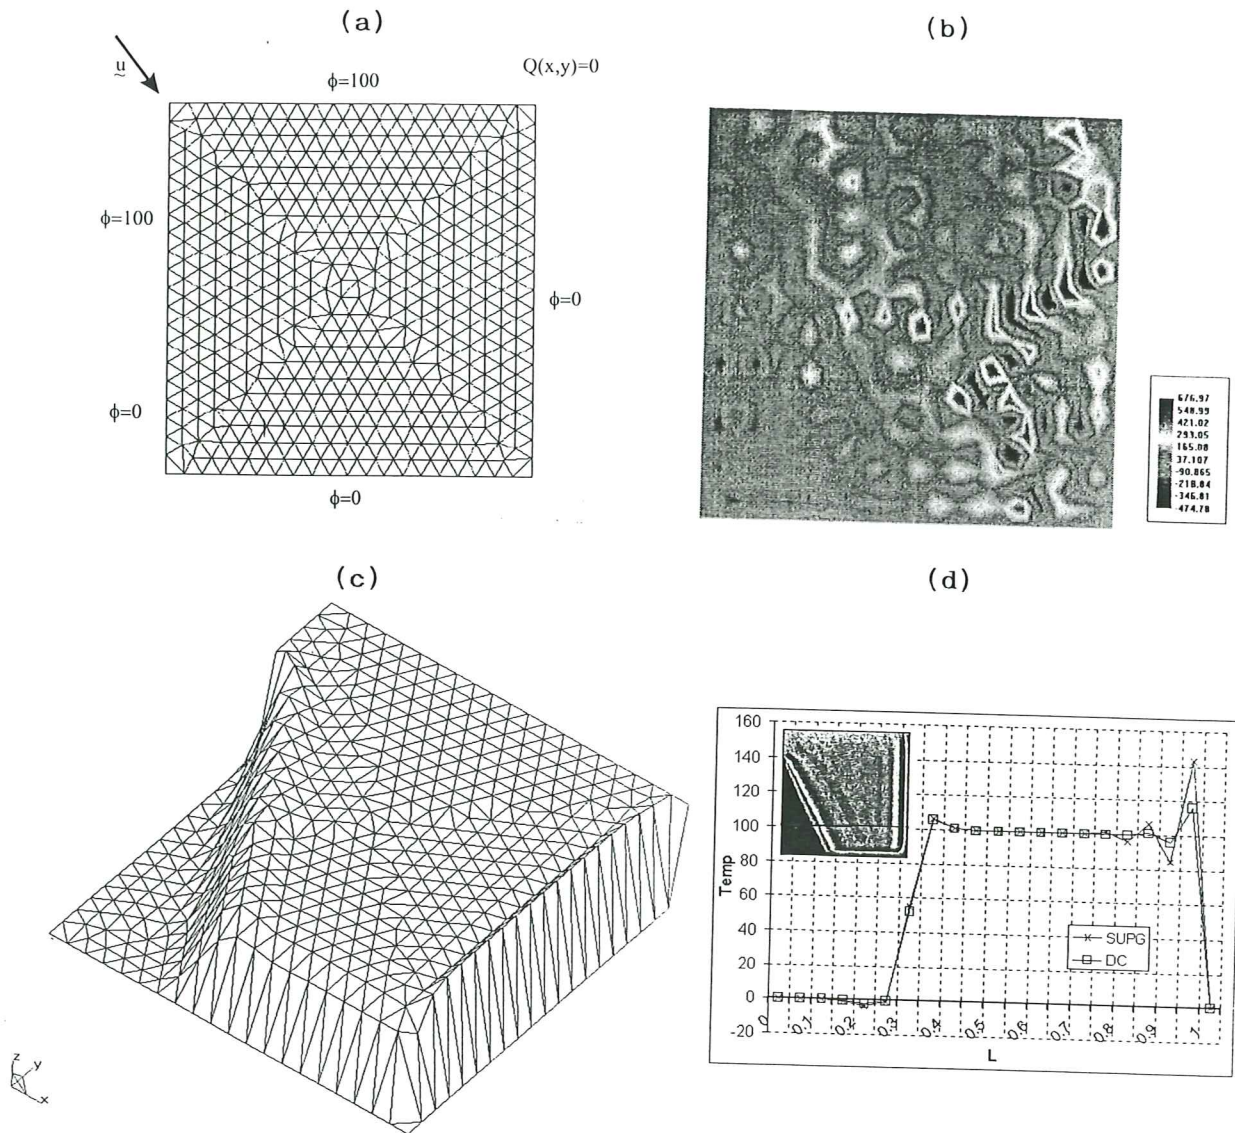 (a)
u
ϕ=100
Q(x,y)=0
ϕ=100
ϕ=0
ϕ=0
ϕ=0
(b)
676.97
548.99
421.02
293.05
165.08
37.107
-90.865
-218.84
-346.81
-474.78
(c)
z
y
x
(d)
160
140
120
100
80
60
40
20
0
-20
Temp
0
0.1
0.2
0.3
0.4
0.5
0.6
0.7
0.8
0.9
1
L
SUPG
DC